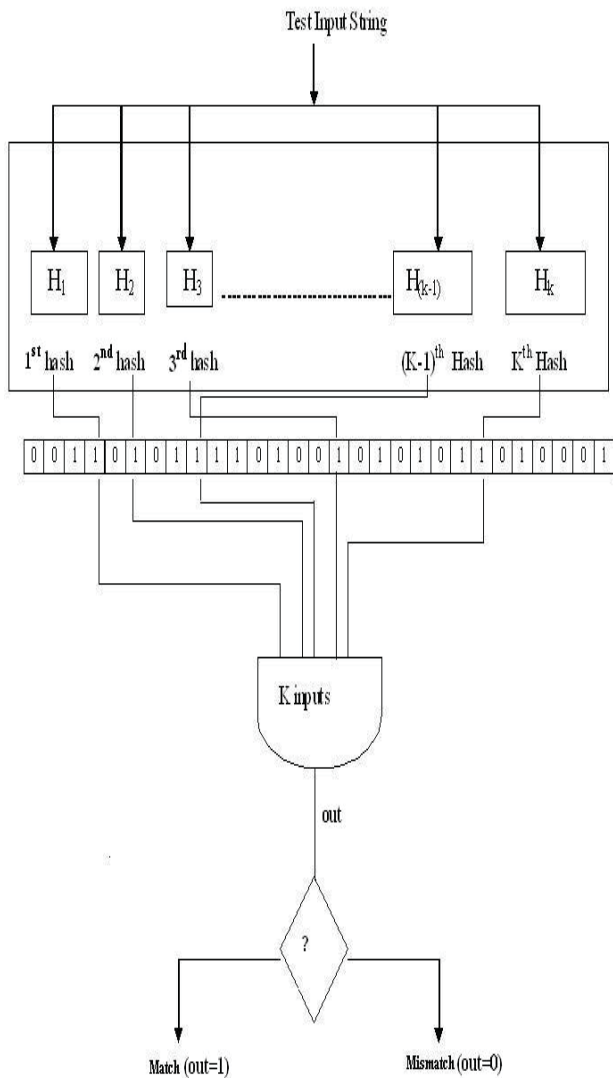 Test Input String
H1 H2 H3 H(k-1) Hk
1st hash 2nd hash 3rd hash (K-1)th Hash Kth Hash
0 0 1 1 0 1 0 1 1 1 1 0 1 0 0 1 0 1 0 1 0 1 1 0 1 0 0 0 1
K inputs
out
?
Match (out=1) Mismatch (out=0)